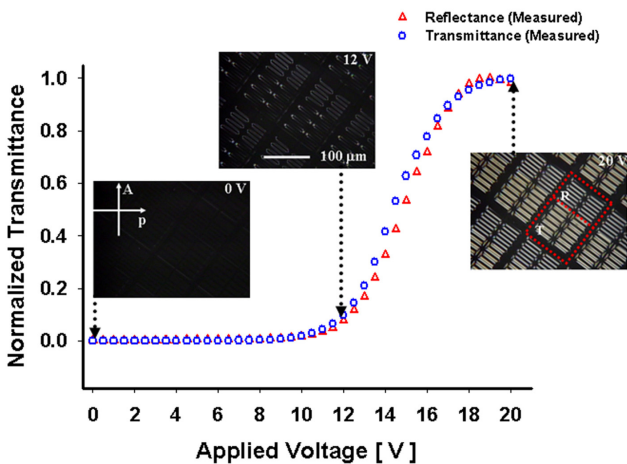 Reflectance (Measured)
Transmittance (Measured)
Normalized Transmittance
1.0
0.8
0.6
0.4
0.2
0.0
12 V
100 µm
0 V
A
p
20 V
R
T
0 2 4 6 8 10 12 14 16 18 20
Applied Voltage [ V ]